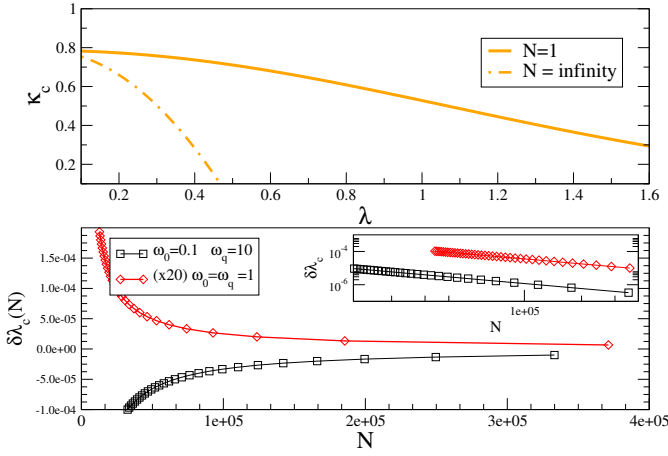 1
0.8
0.6
0.4
0.2
κc
N=1
N = infinity
0.2 0.4 0.6 0.8 1 1.2 1.4 1.6
λ
1.5e-04
1.0e-04
5.0e-05
0.0e+00
-5.0e-05
-1.0e-04
δλc(N)
ω0=0.1 ωq=10
(x20) ω0=ωq=1
10-4
10-6
δλc
1e+05
N
0 1e+05 2e+05 3e+05 4e+05
N